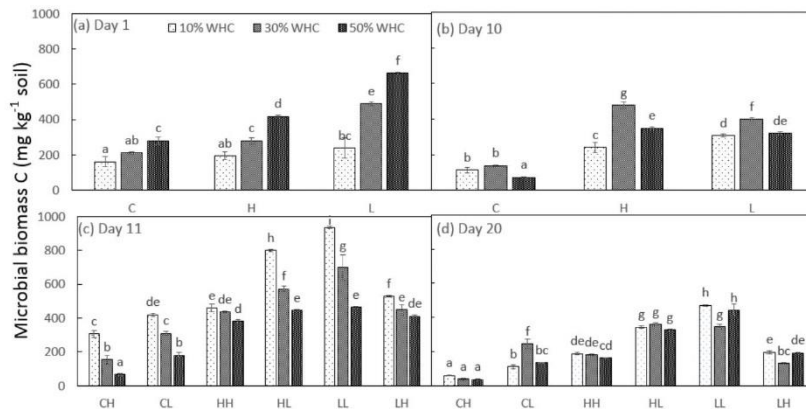 Microbial biomass C (mg kg⁻¹ soil)
1000
800
600
400
200
0
(a) Day 1
10% WHC 30% WHC 50% WHC
a ab c
ab c d
bc e f
C H L
(b) Day 10
b b a
c g e
d f de
C H L
1000
800
600
400
200
0
(c) Day 11
c b a
de c b
e de d
h f e
g e
f e de
CH CL HH HL LL LH
(d) Day 20
a a a
b f bc
de de cd
g g g
h g h
e bc de
CH CL HH HL LL LH